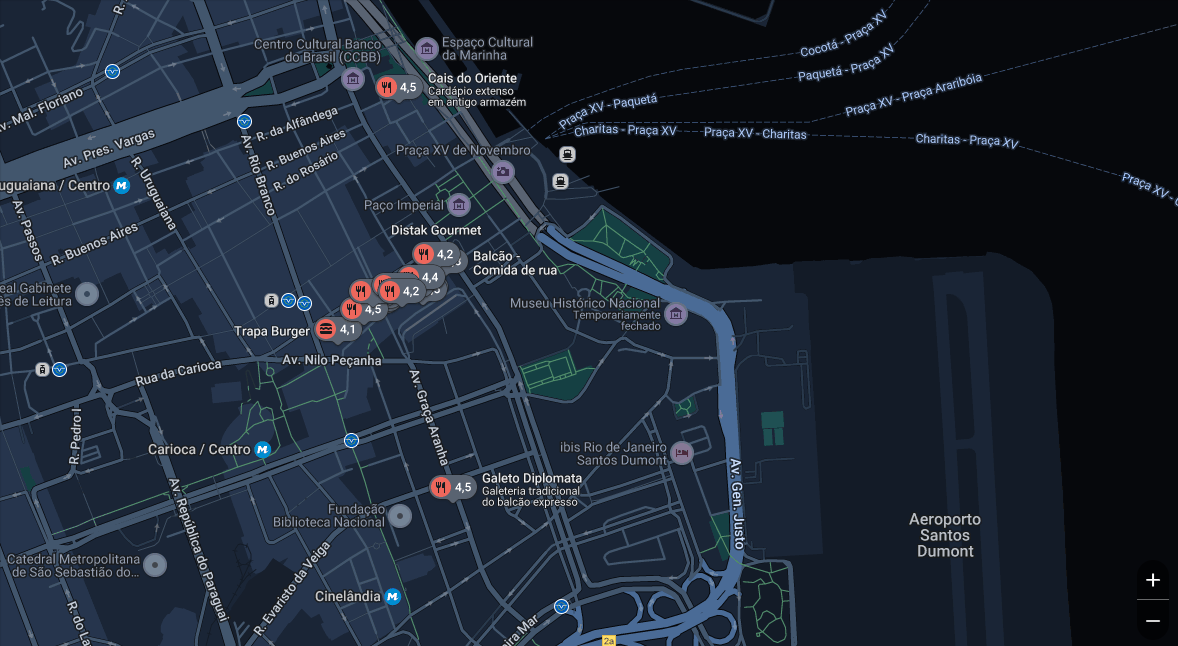 R.
Centro Cultural Banco
do Brasil (CCBB)
Espaço Cultural
da Marinha
4,5
Cais do Oriente
Cardápio extenso
em antigo armazém
Cocotá - Praça XV
Paquetá - Praça XV
Praça XV - Paquetá
Praça XV - Praça Araribóia
Charitas - Praça XV
Praça XV - Charitas
Charitas - Praça XV
Praça XV -
Av. Mal. Floriano
Av. Pres. Vargas
R. da Alfândega
R. Buenos Aires
R. do Rosário
Av. Rio Branco
R. Uruguaiana
uguaiana / Centro
Av. Passos
R. Buenos Aires
Praça XV de Novembro
Paço Imperial
Distak Gourmet
4,2
Balcão -
Comida de rua
4,4
4,2
4,5
eal Gabinete
ês de Leitura
Trapa Burger
4,1
Museu Histórico Nacional
Temporariamente
fechado
Av. Nilo Peçanha
Rua da Carioca
Av. Graça Aranha
R. Pedro I
Carioca / Centro
ibis Rio de Janeiro
Santos Dumont
Av. Gen. Justo
4,5
Galeto Diplomata
Galeteria tradicional
do balcão expresso
Av. República do Paraguai
Fundação
Biblioteca Nacional
Aeroporto
Santos
Dumont
Catedral Metropolitana
de São Sebastião do...
R. Evaristo da Veiga
Cinelândia
R. do La
eira Mar
2a